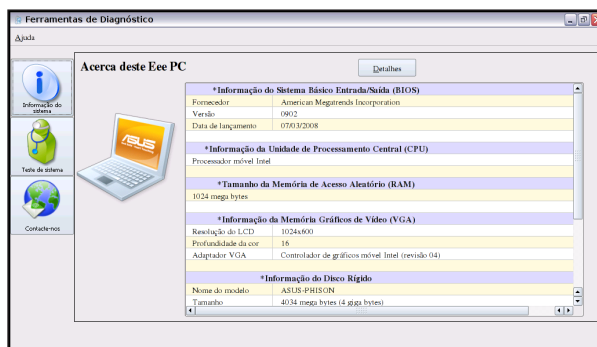 Ferramentas de Diagnóstico
Ajuda
Informação do sistema
Teste de sistema
Contacte-nos
Acerca deste Eee PC
Detalhes
ASUS
*Informação do Sistema Básico Entrada/Saída (BIOS)
Fornecedor American Megatrends Incorporation
Versão 0902
Data de lançamento 07/03/2008
*Informação da Unidade de Processamento Central (CPU)
Processador móvel Intel
*Tamanho da Memória de Acesso Aleatório (RAM)
1024 mega bytes
*Informação da Memória Gráficos de Vídeo (VGA)
Resolução do LCD 1024x600
Profundidade da cor 16
Adaptador VGA Controlador de gráficos móvel Intel (revisão 04)
*Informação do Disco Rígido
Nome do modelo ASUS-PHISON
Tamanho 4034 mega bytes (4 giga bytes)